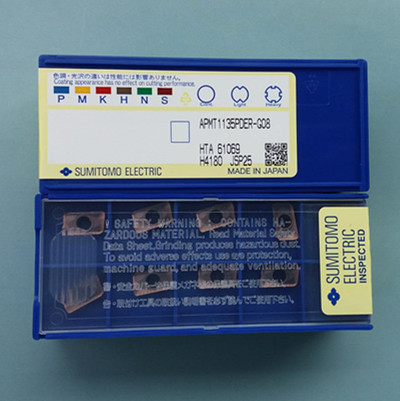 色調・光沢の違いは性能には影響ありません。
Coating appearance has no effect on cutting performance.
P M K H N S
Cont. Light Heavy
APMT1135PDER-G08
HTA 61069
H4180 JSP25
SUMITOMO ELECTRIC
MADE IN JAPAN
SAFETY WARNING CONTAINS HA-
ZARDOUS MATERIAL. Read Material Safety
Data Sheet. Grinding produces hazardous dust.
To avoid adverse effects use eye protection,
machine guard, and adequate ventilation.
SUMITOMO
ELECTRIC
INSPECTED